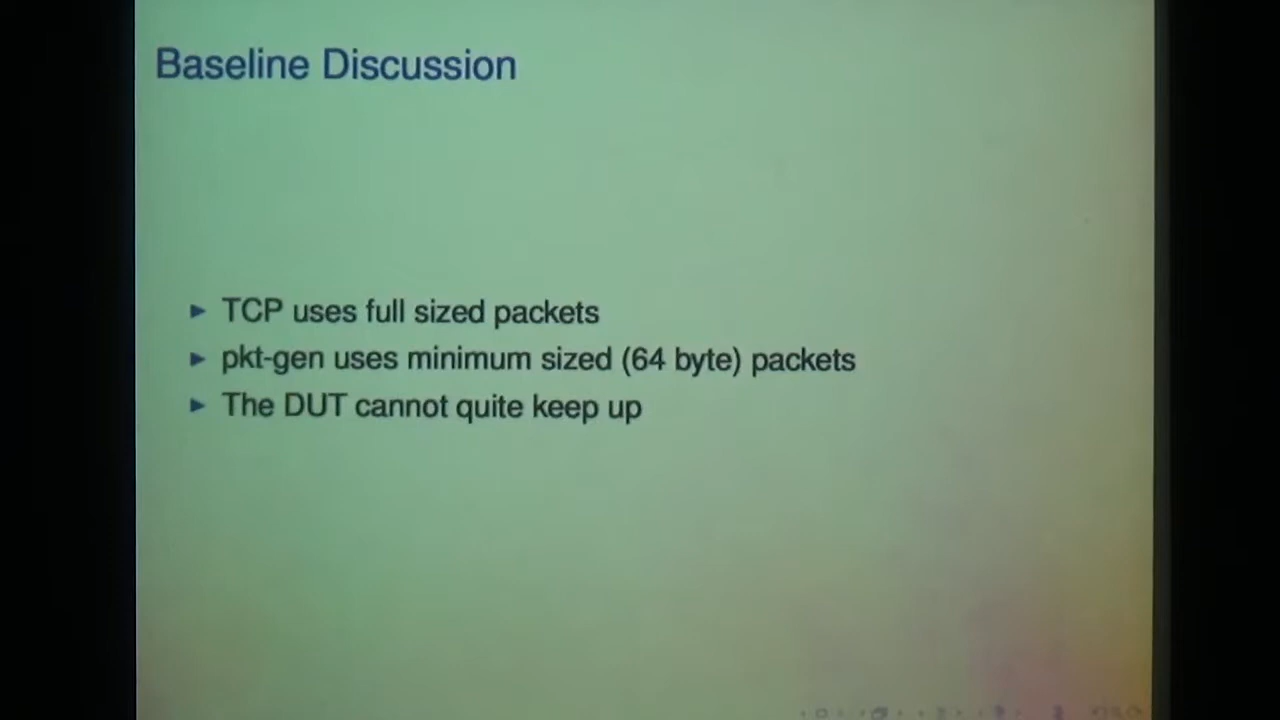 Baseline Discussion
TCP uses full sized packets
pkt-gen uses minimum sized (64 byte) packets
The DUT cannot quite keep up